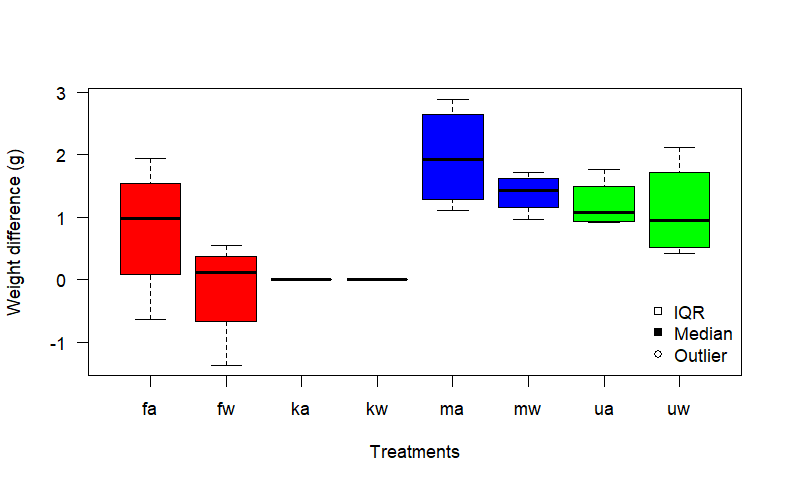 Weight difference (g)
3
2
1
0
-1
IQR
Median
Outlier
fa fw ka kw ma mw ua uw
Treatments